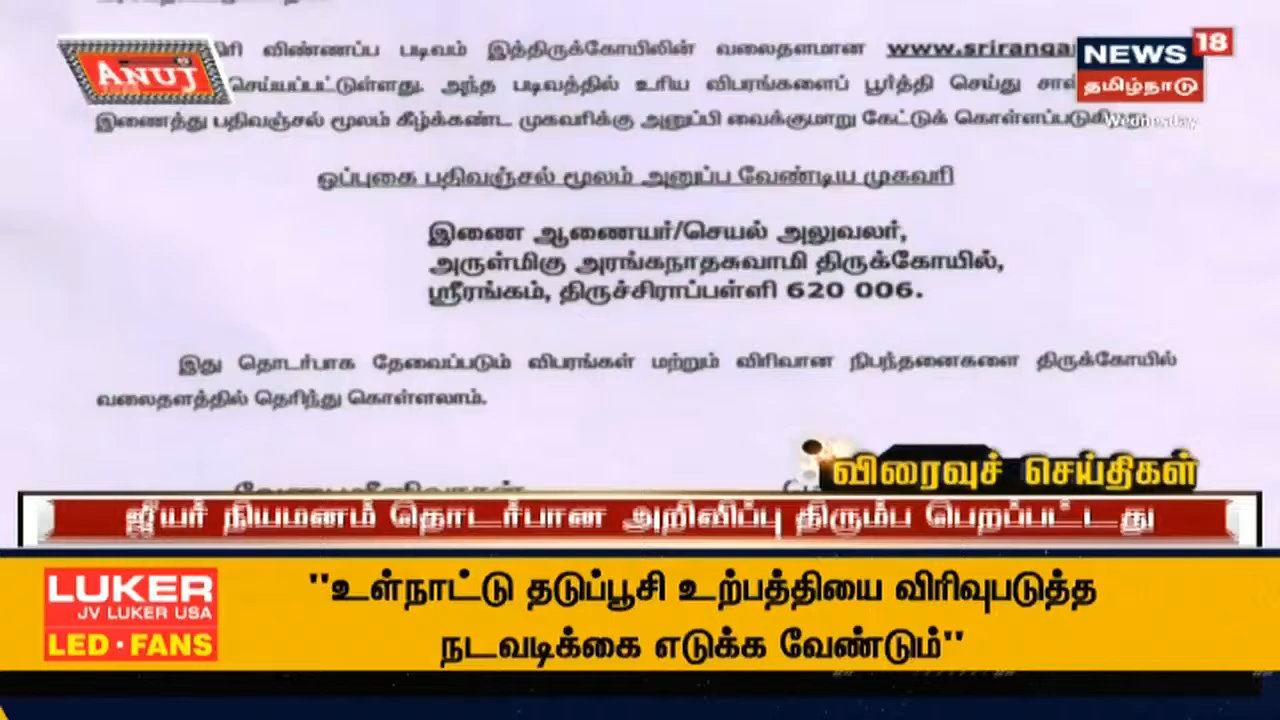 ANUJ
NEWS 18
தமிழ்நாடு
Wednesday
விண்ணப்ப படிவம் இத்திருக்கோயிலின் வலைதளமான www.sriranga
செய்யப்பட்டுள்ளது. அந்த படிவத்தில் உரிய விபரங்களைப் பூர்த்தி செய்து
இணைத்து பதிவஞ்சல் மூலம் கீழ்க்கண்ட முகவரிக்கு அனுப்பி வைக்குமாறு கேட்டுக்
ஒப்புகை பதிவஞ்சல் மூலம் அனுப்ப வேண்டிய முகவரி
இணை ஆணையர்/செயல் அலுவலர்,
அருள்மிகு அரங்கநாதசுவாமி திருக்கோயில்,
ஸ்ரீரங்கம், திருச்சிராப்பள்ளி 620 006.
இது தொடர்பாக தேவைப்படும் விபரங்கள் மற்றும் விரிவான நிபந்தனைகளை திருக்கோயில்
வலைதளத்தில் தெரிந்து கொள்ளலாம்.
விரைவுச் செய்திகள்
ஜீயர் நியமனம் தொடர்பான அறிவிப்பு திரும்ப பெறப்பட்டது
LUKER
JV LUKER USA
LED · FANS
"உள்நாட்டு தடுப்பூசி உற்பத்தியை விரிவுபடுத்த
நடவடிக்கை எடுக்க வேண்டும்"